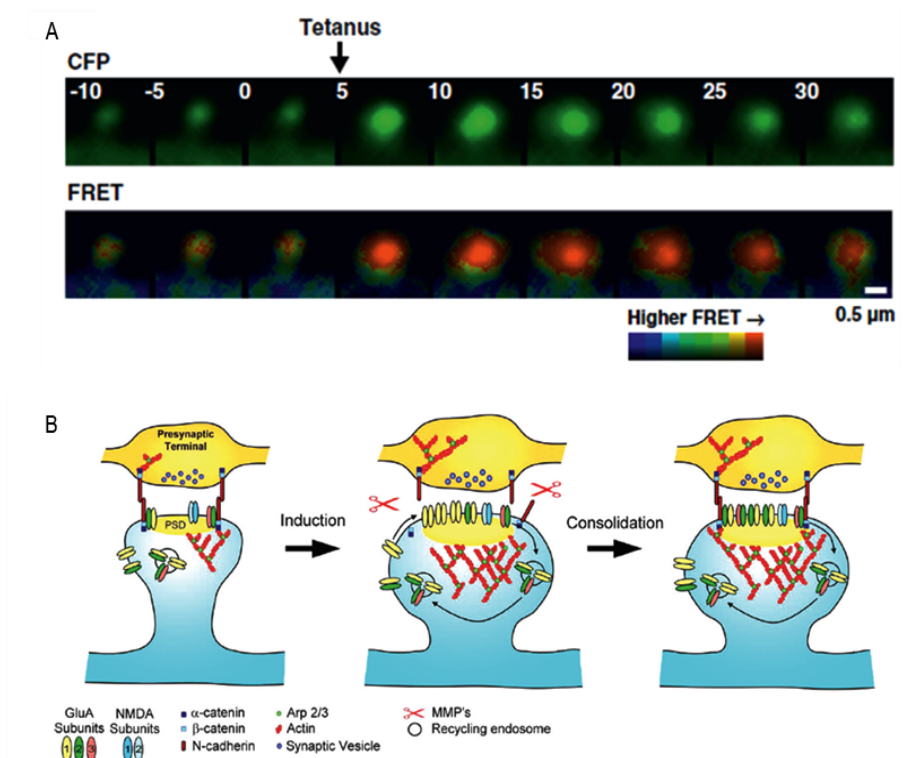 A
Tetanus
CFP
-10 -5 0 5 10 15 20 25 30
FRET
Higher FRET →
0.5 µm
B
Presynaptic
Terminal
PSD
Induction
Consolidation
GluA
Subunits
1 2 3
NMDA
Subunits
1 2
α-catenin
β-catenin
N-cadherin
Arp 2/3
Actin
Synaptic Vesicle
MMP's
Recycling endosome